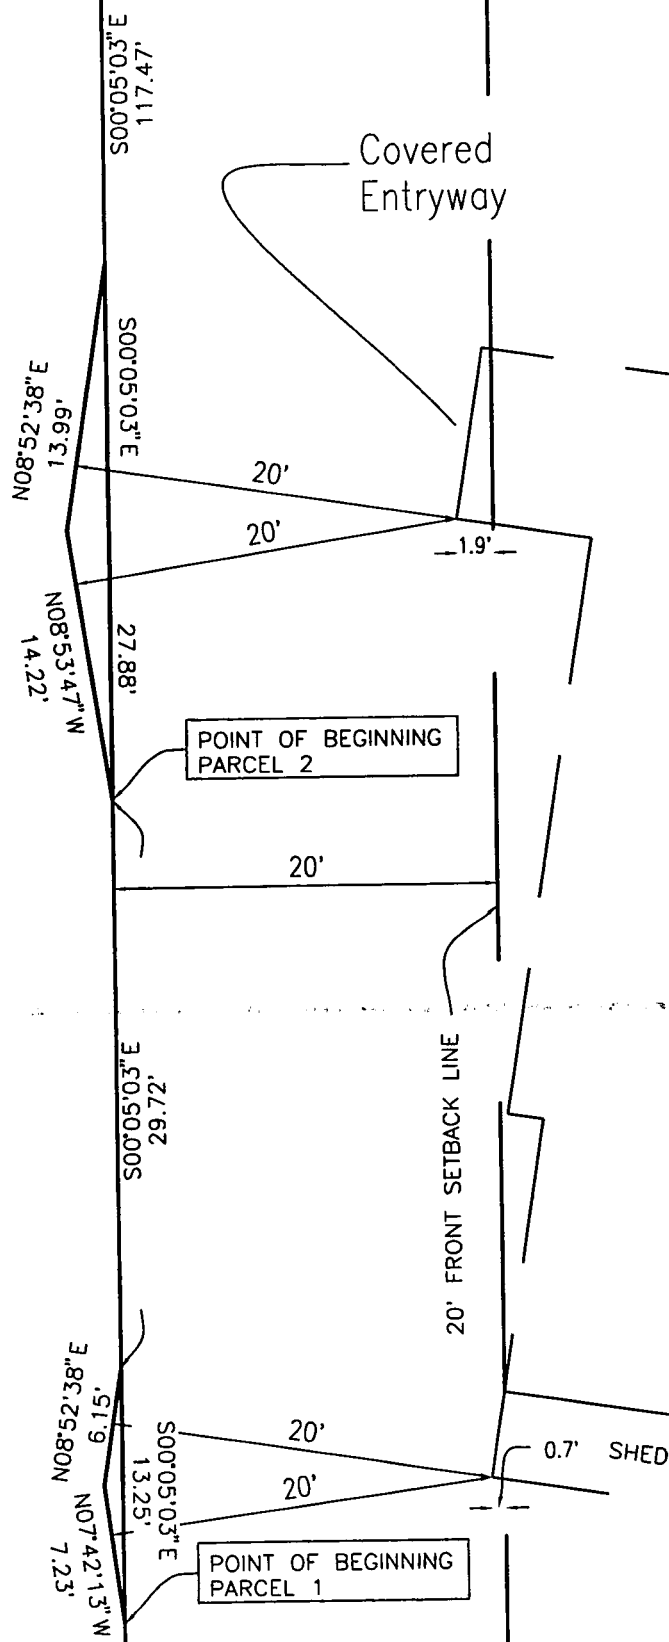 S00°05'03"E
117.47'
Covered
Entryway
S00°05'03"E
27.88'
N08°52'38"E
13.99'
20'
20'
1.9'
N08°53'47"W
14.22'
POINT OF BEGINNING
PARCEL 2
20'
20' FRONT SETBACK LINE
S00°05'03"E
29.72'
N08°52'38"E
6.15'
S00°05'03"E
13.25'
20'
20'
0.7' SHED
N07°42'13"W
7.23'
POINT OF BEGINNING
PARCEL 1